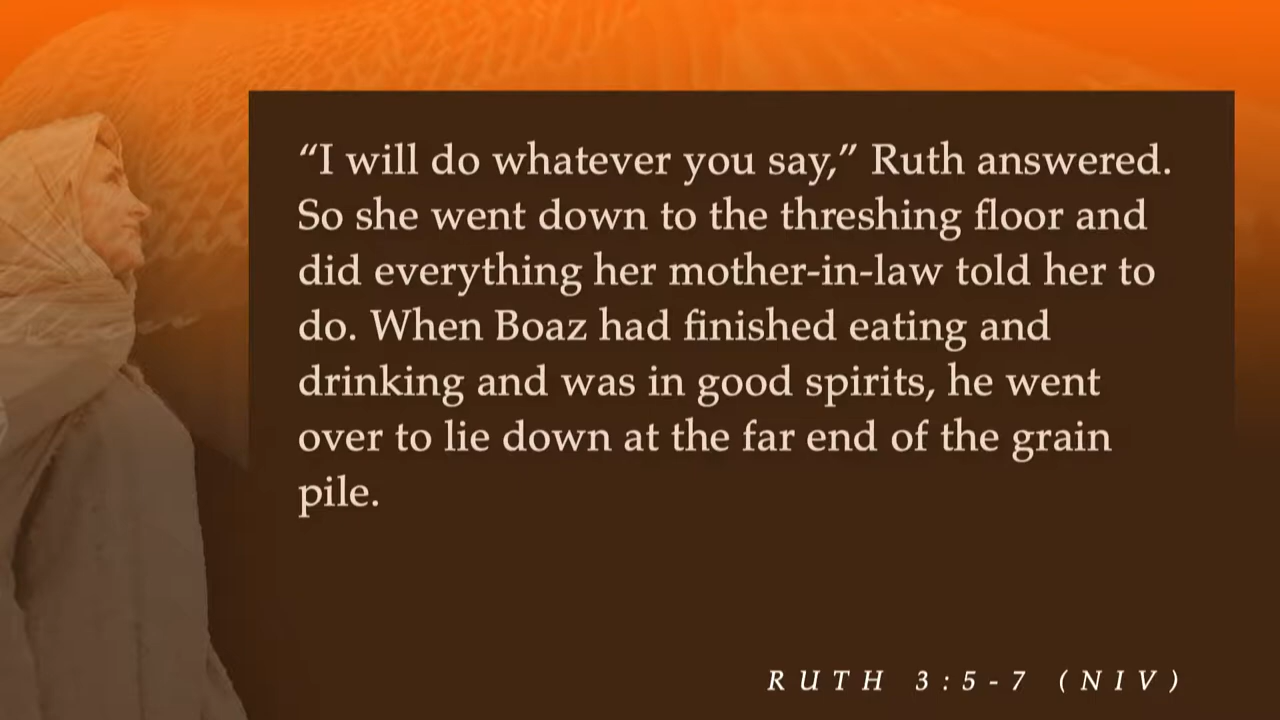 “I will do whatever you say,” Ruth answered.
So she went down to the threshing floor and
did everything her mother-in-law told her to
do. When Boaz had finished eating and
drinking and was in good spirits, he went
over to lie down at the far end of the grain
pile.
RUTH 3:5-7 (NIV)